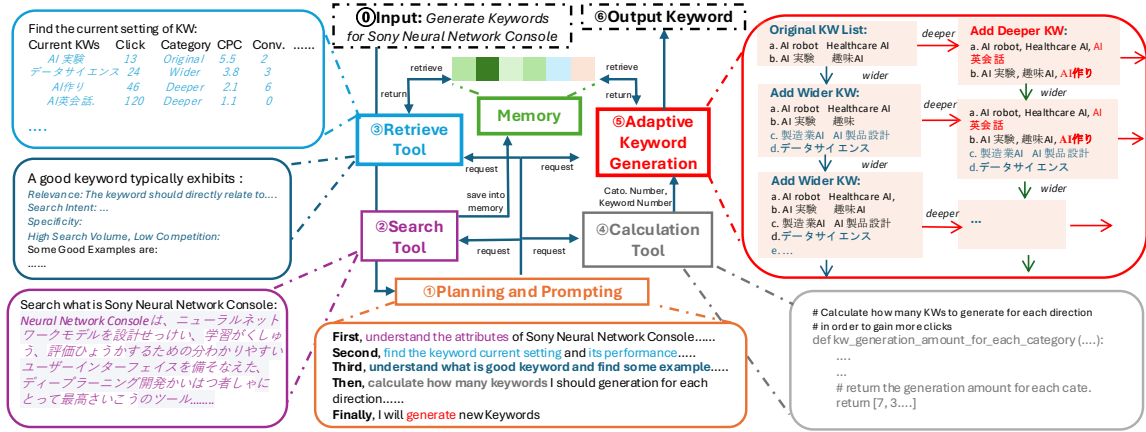 ⓪Input: Generate Keywords
for Sony Neural Network Console
⑥Output Keyword
Find the current setting of KW:
Current KWs Click Category CPC Conv. ......
AI 実験 13 Original 5.5 2
データサイエンス 24 Wider 3.8 3
AI作り 46 Deeper 2.1 6
AI英会話. 120 Deeper 1.1 0
....
A good keyword typically exhibits：
Relevance: The keyword should directly relate to....
Search Intent: ...
Specificity:
High Search Volume, Low Competition:
Some Good Examples are:
......
Search what is Sony Neural Network Console:
Neural Network Consoleは、ニューラルネット
ワークモデルを設計せっけい、学習がくしゅ
う、評価ひょうかするための分わかりやすい
ユーザーインターフェイスを備そなえた、
ディープラーニング開発かいはつ者しゃに
とって最高さいこうのツール........
retrieve
return
retrieve
return
Memory
③Retrieve
Tool
⑤Adaptive
Keyword
Generation
request
request
save into
memory
Cato. Number,
Keyword Number
②Search
Tool
④Calculation
Tool
request
request
①Planning and Prompting
First, understand the attributes of Sony Neural Network Console......
Second, find the keyword current setting and its performance.....
Third, understand what is good keyword and find some example.....
Then, calculate how many keywords I should generation for each
direction......
Finally, I will generate new Keywords
Original KW List:
a. AI robot Healthcare AI
b. AI 実験 趣味AI
deeper
Add Deeper KW:
a. AI robot, Healthcare AI, AI
英会話
b. AI 実験, 趣味AI, AI作り
wider
wider
Add Wider KW:
a. AI robot Healthcare AI
b. AI 実験 趣味
c. 製造業AI AI 製品設計
d.データサイエンス
deeper
a. AI robot, Healthcare AI, AI
英会話
b. AI 実験, 趣味AI, AI作り
c. 製造業AI AI 製品設計
d.データサイエンス
wider
wider
Add Wider KW:
a. AI robot Healthcare AI,
b. AI 実験 趣味AI
c. 製造業AI AI 製品設計
d.データサイエンス
e. ....
deeper
...
# Calculate how many KWs to generate for each direction
# in order to gain more clicks
def kw_generation_amount_for_each_category (....):
....
...
# return the generation amount for each cate.
return [7, 3....]